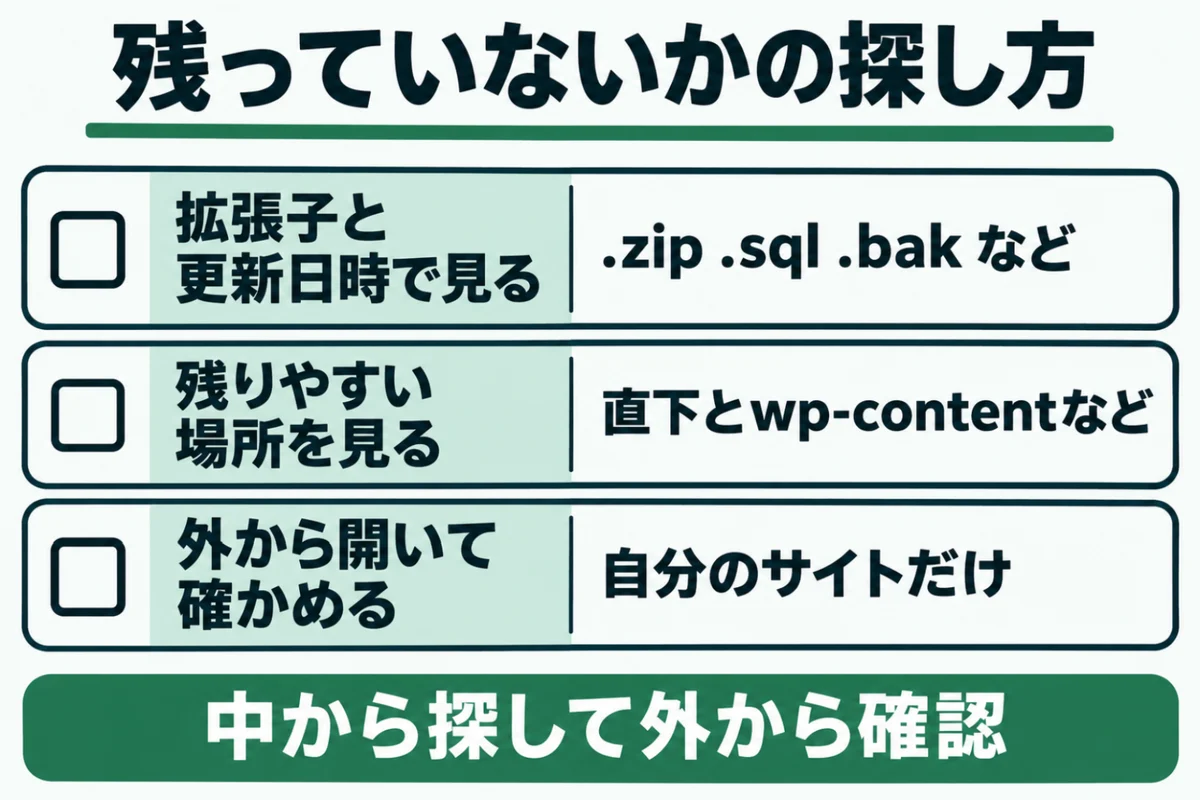 残っていないかの探し方
拡張子と
更新日時で見る
.zip .sql .bak など
残りやすい
場所を見る
直下とwp-contentなど
外から開いて
確かめる
自分のサイトだけ
中から探して外から確認